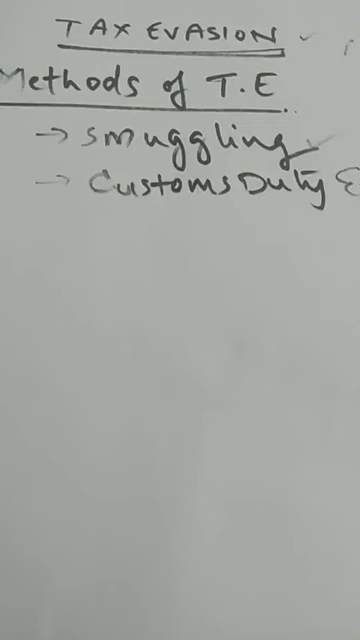 TAX EVASION
Methods of T.E
→ smuggling
→ Customs Duty E